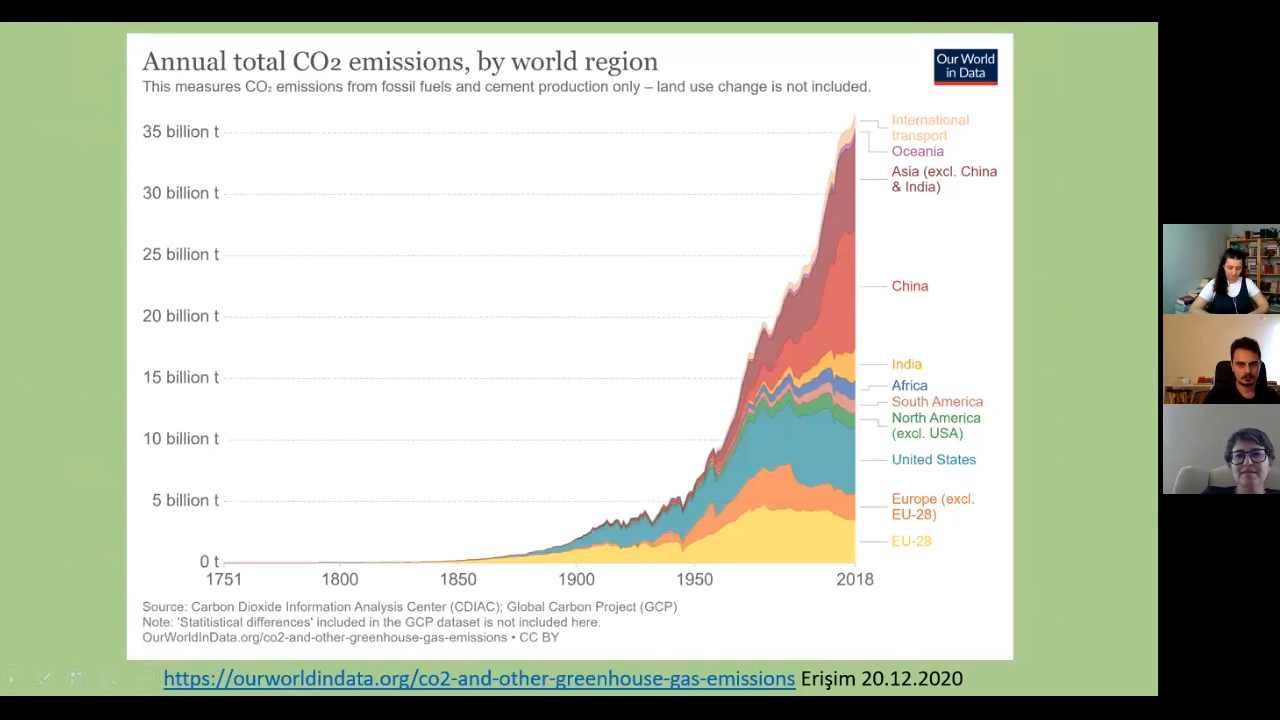 Annual total CO2 emissions, by world region
This measures CO₂ emissions from fossil fuels and cement production only – land use change is not included.
Our World
in Data
35 billion t
30 billion t
25 billion t
20 billion t
15 billion t
10 billion t
5 billion t
0 t
1751
1800
1850
1900
1950
2018
International
transport
Oceania
Asia (excl. China
& India)
China
India
Africa
South America
North America
(excl. USA)
United States
Europe (excl.
EU-28)
EU-28
Source: Carbon Dioxide Information Analysis Center (CDIAC); Global Carbon Project (GCP)
Note: 'Statitistical differences' included in the GCP dataset is not included here.
OurWorldInData.org/co2-and-other-greenhouse-gas-emissions • CC BY
https://ourworldindata.org/co2-and-other-greenhouse-gas-emissions Erişim 20.12.2020